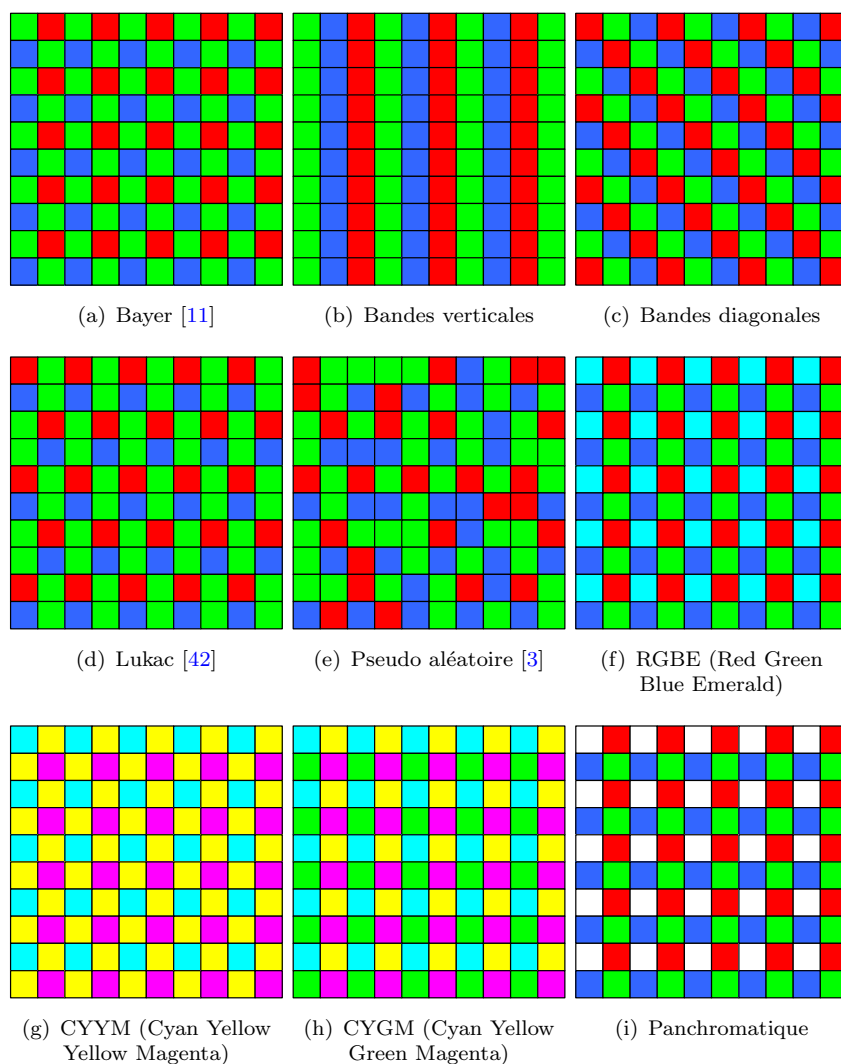 (a) Bayer [11]
(b) Bandes verticales
(c) Bandes diagonales
(d) Lukac [42]
(e) Pseudo aléatoire [3]
(f) RGBE (Red Green
Blue Emerald)
(g) CYYM (Cyan Yellow
Yellow Magenta)
(h) CYGM (Cyan Yellow
Green Magenta)
(i) Panchromatique